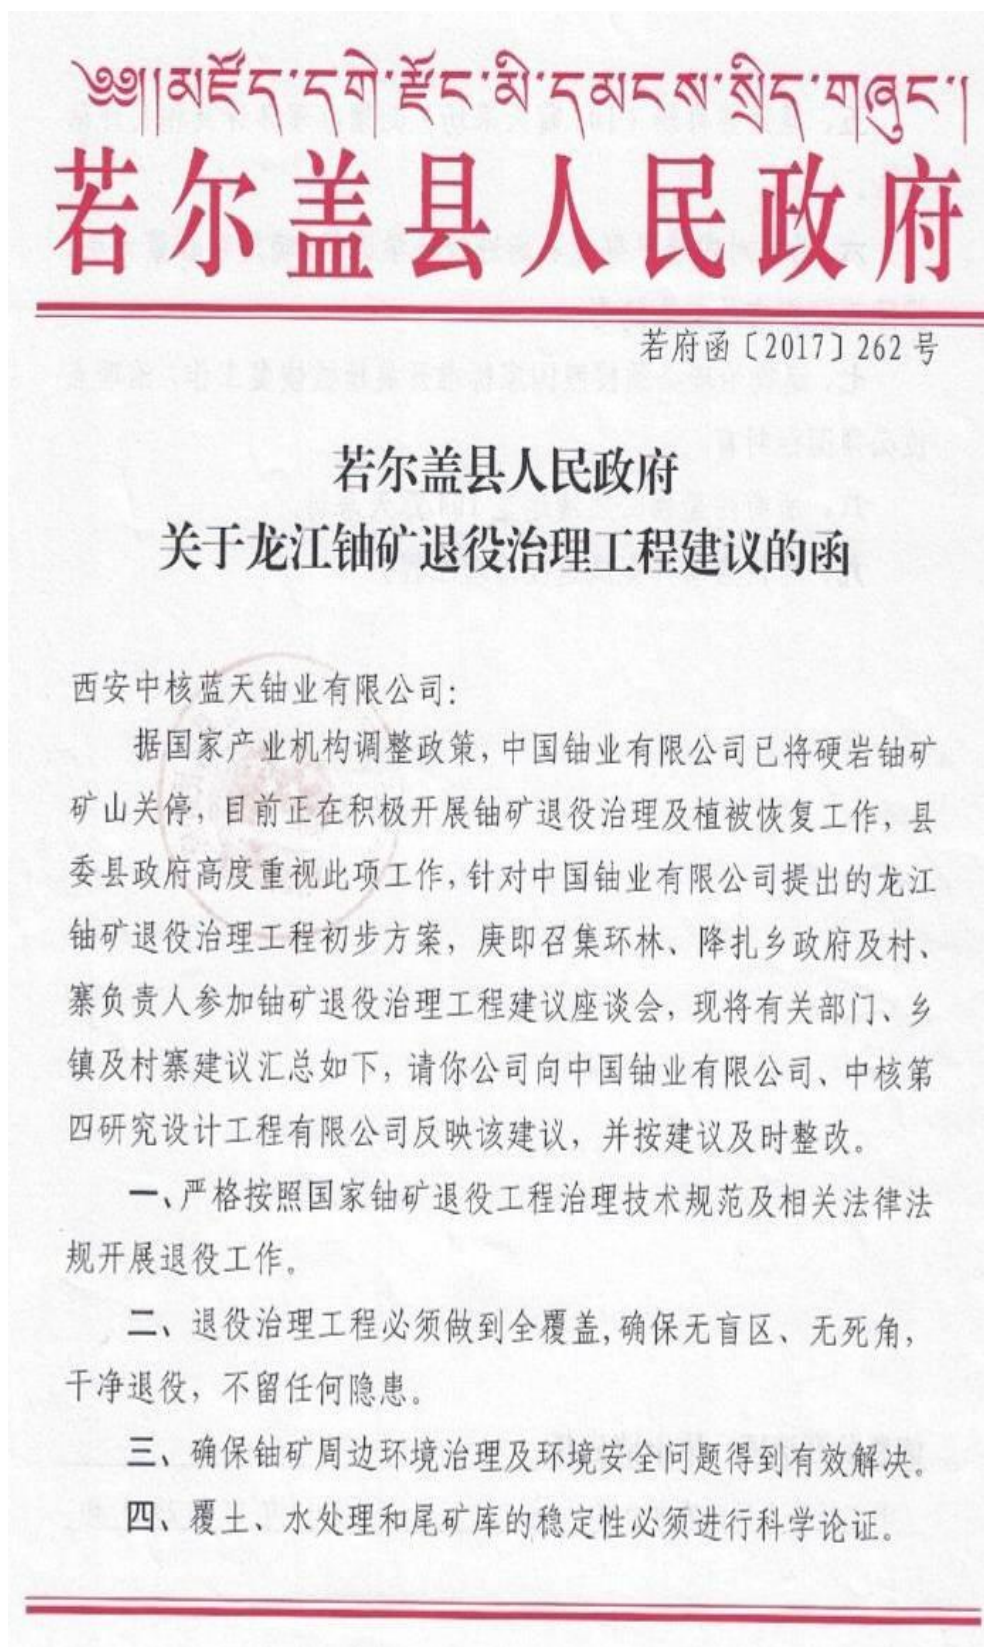 ༄༅།།མཛོད་དགེ་རྫོང་མི་དམངས་སྲིད་གཞུང་།
若尔盖县人民政府
若府函〔2017〕262号
若尔盖县人民政府
关于龙江铀矿退役治理工程建议的函
西安中核蓝天铀业有限公司：
据国家产业机构调整政策，中国铀业有限公司已将硬岩铀矿
矿山关停，目前正在积极开展铀矿退役治理及植被恢复工作，县
委县政府高度重视此项工作，针对中国铀业有限公司提出的龙江
铀矿退役治理工程初步方案，庚即召集环林、降扎乡政府及村、
寨负责人参加铀矿退役治理工程建议座谈会，现将有关部门、乡
镇及村寨建议汇总如下，请你公司向中国铀业有限公司、中核第
四研究设计工程有限公司反映该建议，并按建议及时整改。
一、严格按照国家铀矿退役工程治理技术规范及相关法律法
规开展退役工作。
二、退役治理工程必须做到全覆盖，确保无盲区、无死角，
干净退役，不留任何隐患。
三、确保铀矿周边环境治理及环境安全问题得到有效解决。
四、覆土、水处理和尾矿库的稳定性必须进行科学论证。